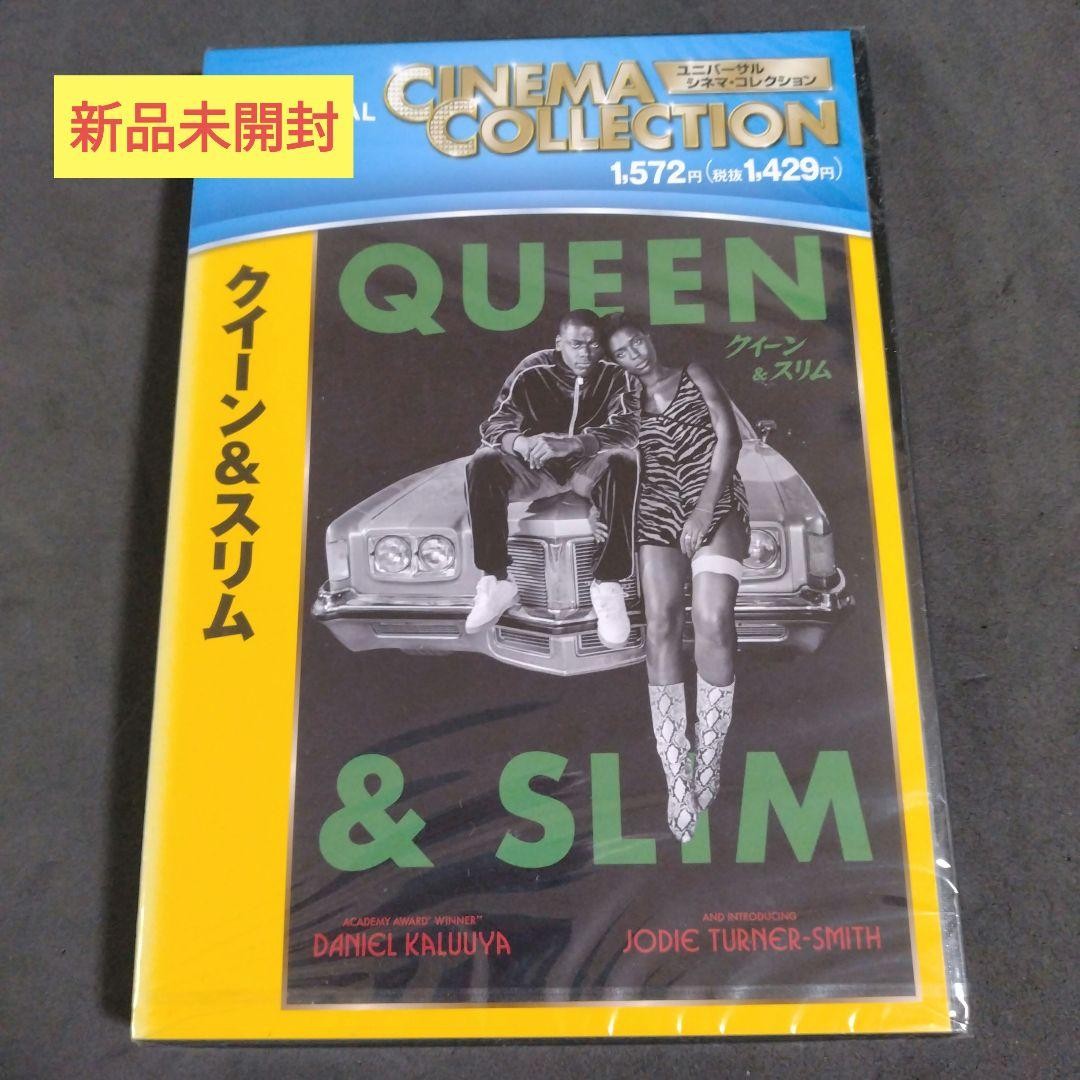 新品未開封
AL
CINEMA
COLLECTION
ユニバーサル
シネマ・コレクション
1,572円(税抜1,429円)
クイーン&スリム
QUEEN
クイーン
&スリム
& SLIM
ACADEMY AWARD® WINNER™
DANIEL KALUUYA
AND INTRODUCING
JODIE TURNER-SMITH